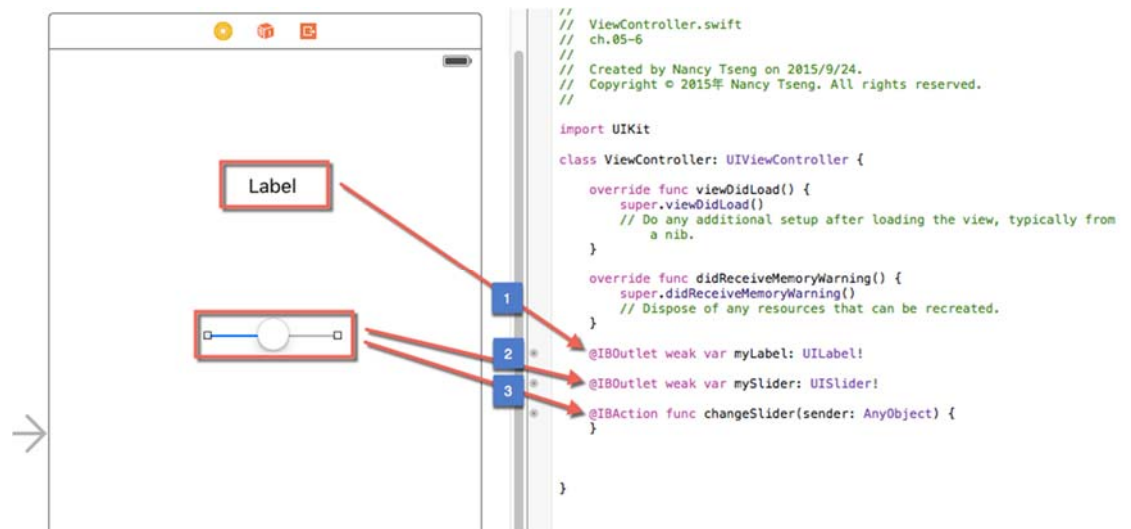 Label
1
2
3
//
// ViewController.swift
// ch.05-6
//
// Created by Nancy Tseng on 2015/9/24.
// Copyright © 2015年 Nancy Tseng. All rights reserved.
//
import UIKit
class ViewController: UIViewController {
override func viewDidLoad() {
super.viewDidLoad()
// Do any additional setup after loading the view, typically from
a nib.
}
override func didReceiveMemoryWarning() {
super.didReceiveMemoryWarning()
// Dispose of any resources that can be recreated.
}
@IBOutlet weak var myLabel: UILabel!
@IBOutlet weak var mySlider: UISlider!
@IBAction func changeSlider(sender: AnyObject) {
}
}